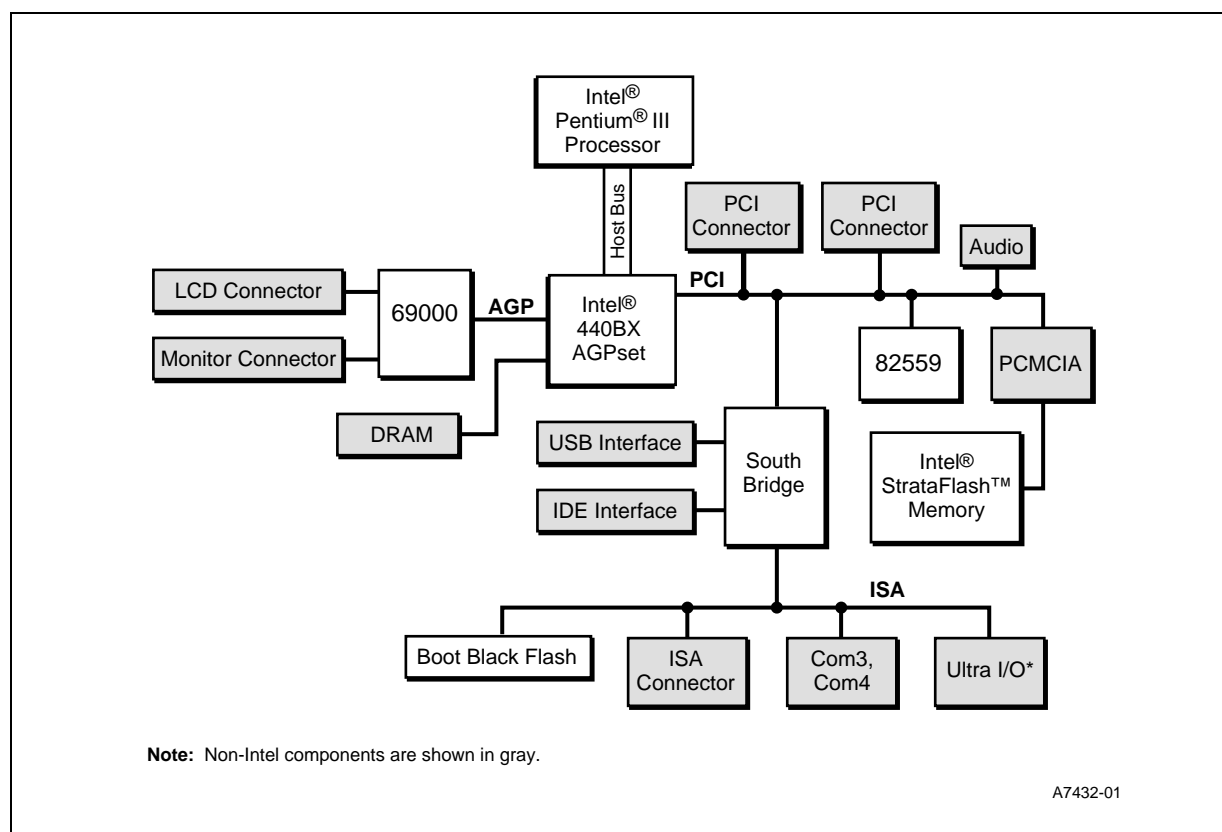 Intel®
Pentium® III
Processor
Host Bus
PCI
Connector
PCI
Connector
Audio
LCD Connector
Monitor Connector
69000
AGP
Intel®
440BX
AGPset
PCI
82559
PCMCIA
DRAM
USB Interface
IDE Interface
South
Bridge
Intel®
StrataFlash™
Memory
ISA
Boot Black Flash
ISA
Connector
Com3,
Com4
Ultra I/O*
Note: Non-Intel components are shown in gray.
A7432-01